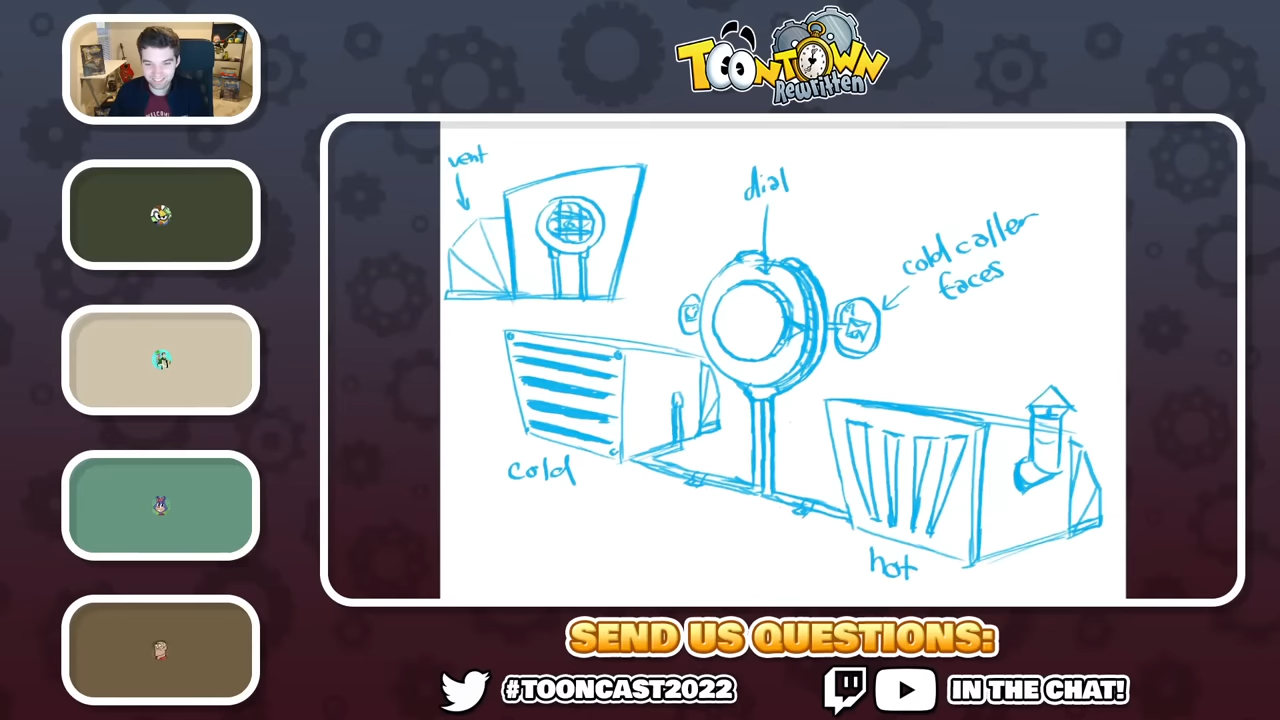 TOONTOWN
Rewritten
vent
dial
cold caller
faces
cold
hot
SEND US QUESTIONS:
#TOONCAST2022
IN THE CHAT!